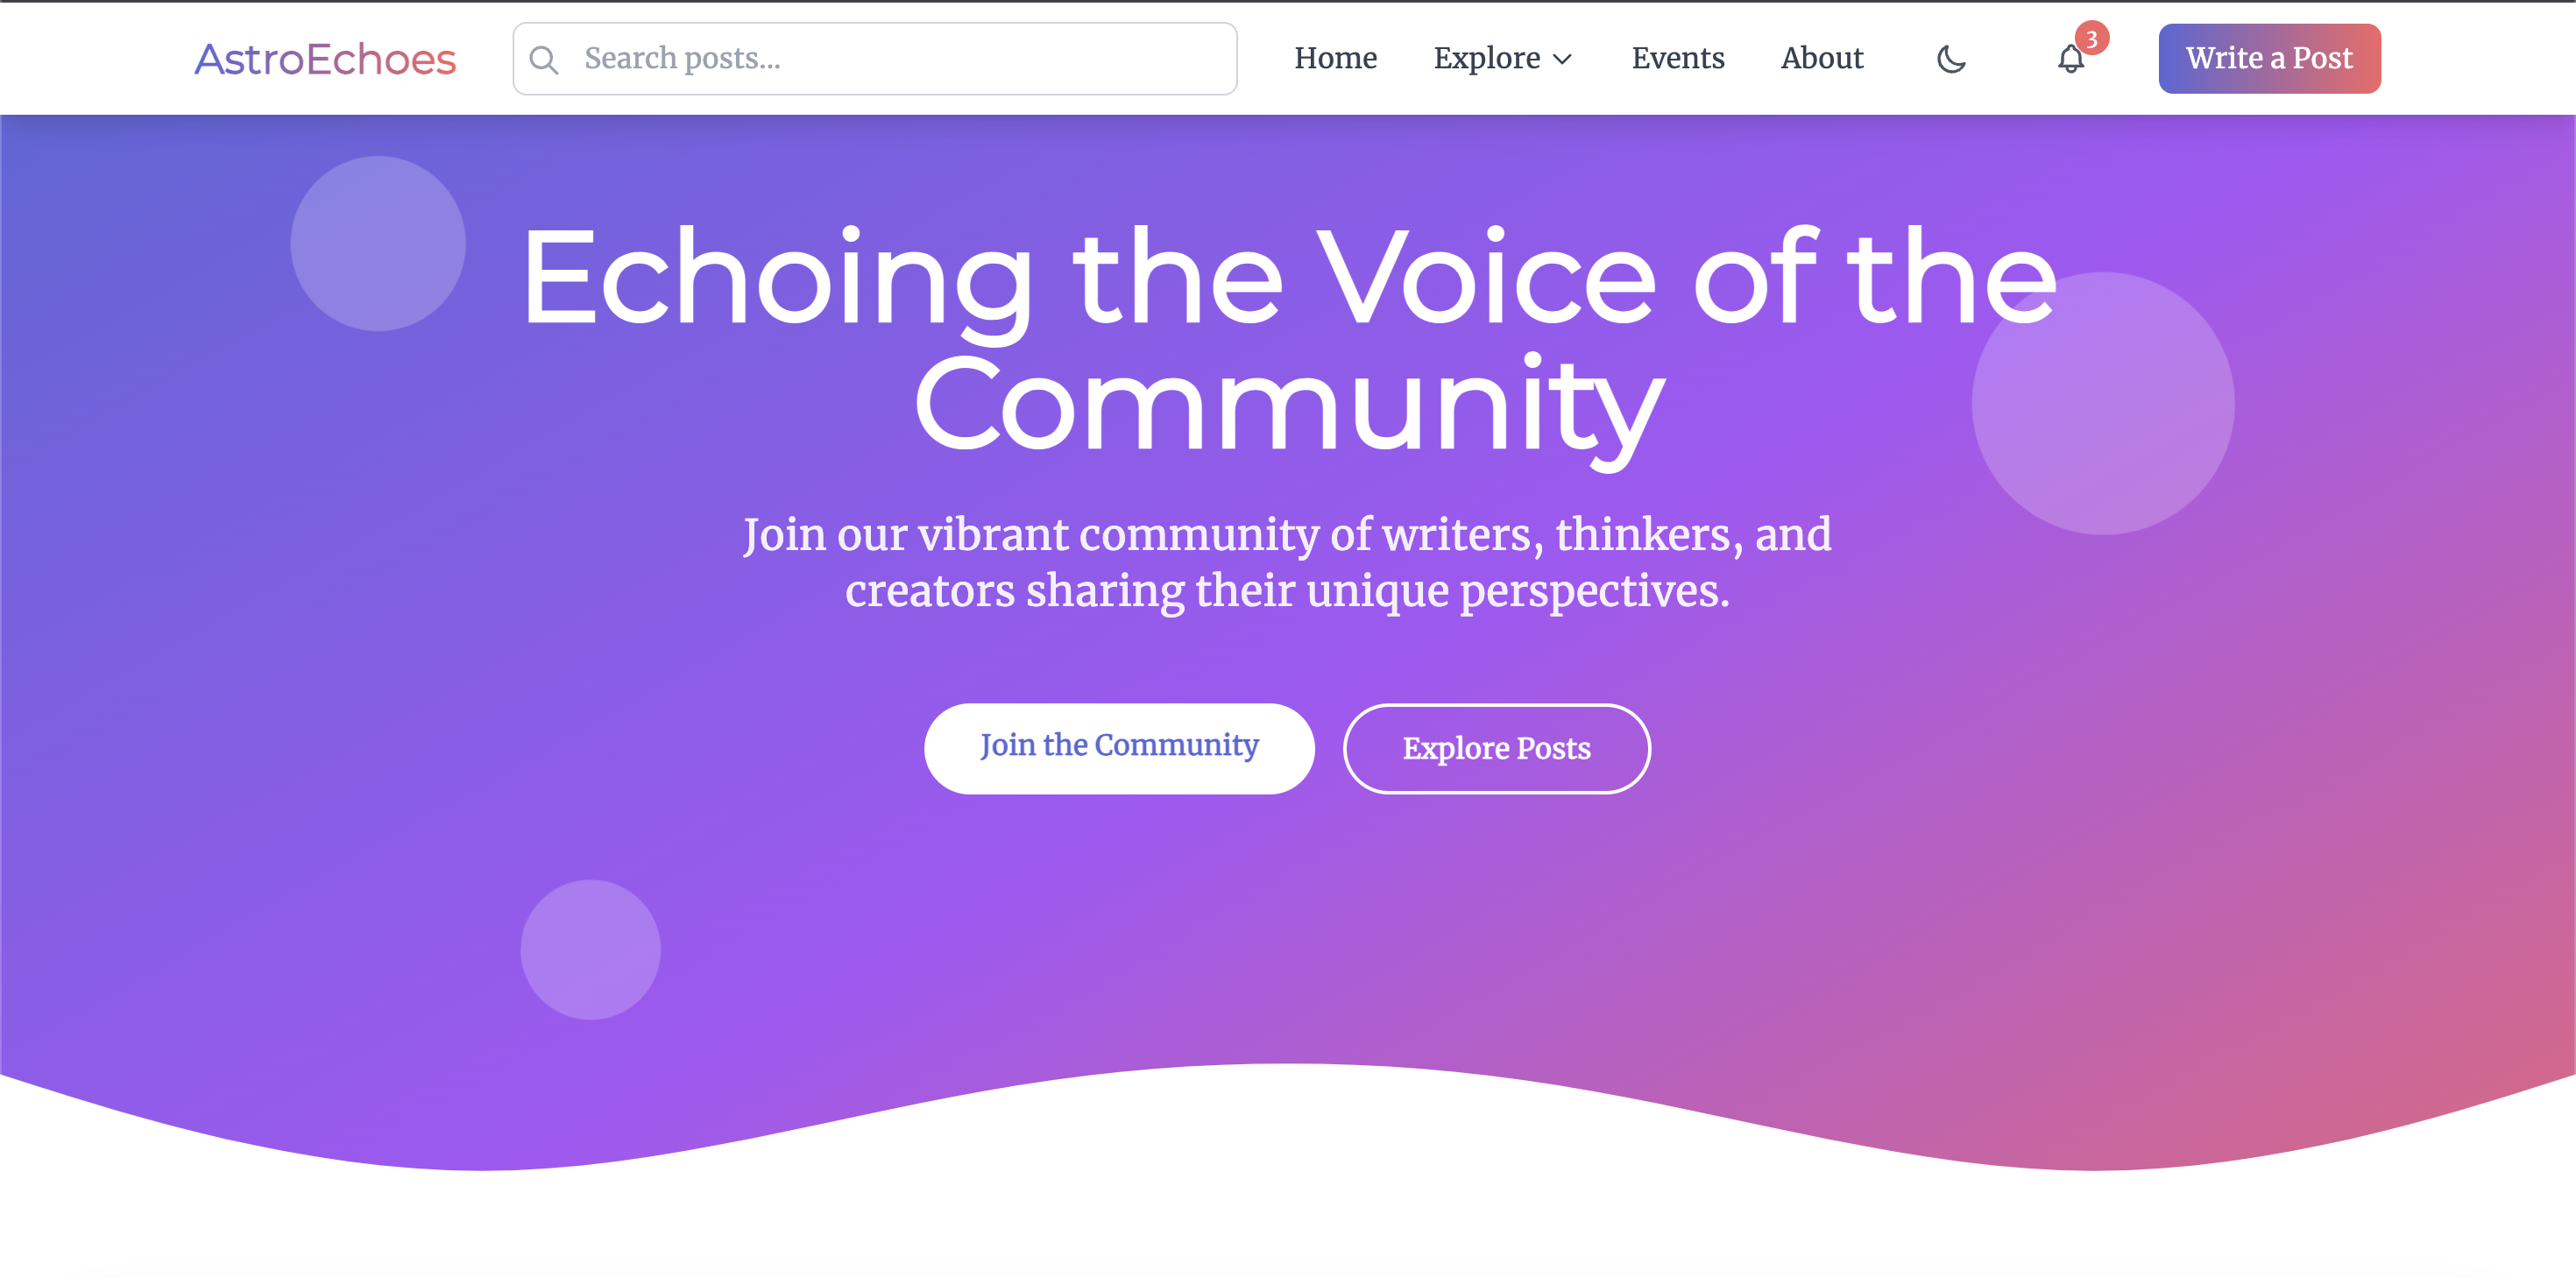 AstroEchoes
Search posts...
Home
Explore
Events
About
3
Write a Post
Echoing the Voice of the
Community
Join our vibrant community of writers, thinkers, and
creators sharing their unique perspectives.
Join the Community
Explore Posts